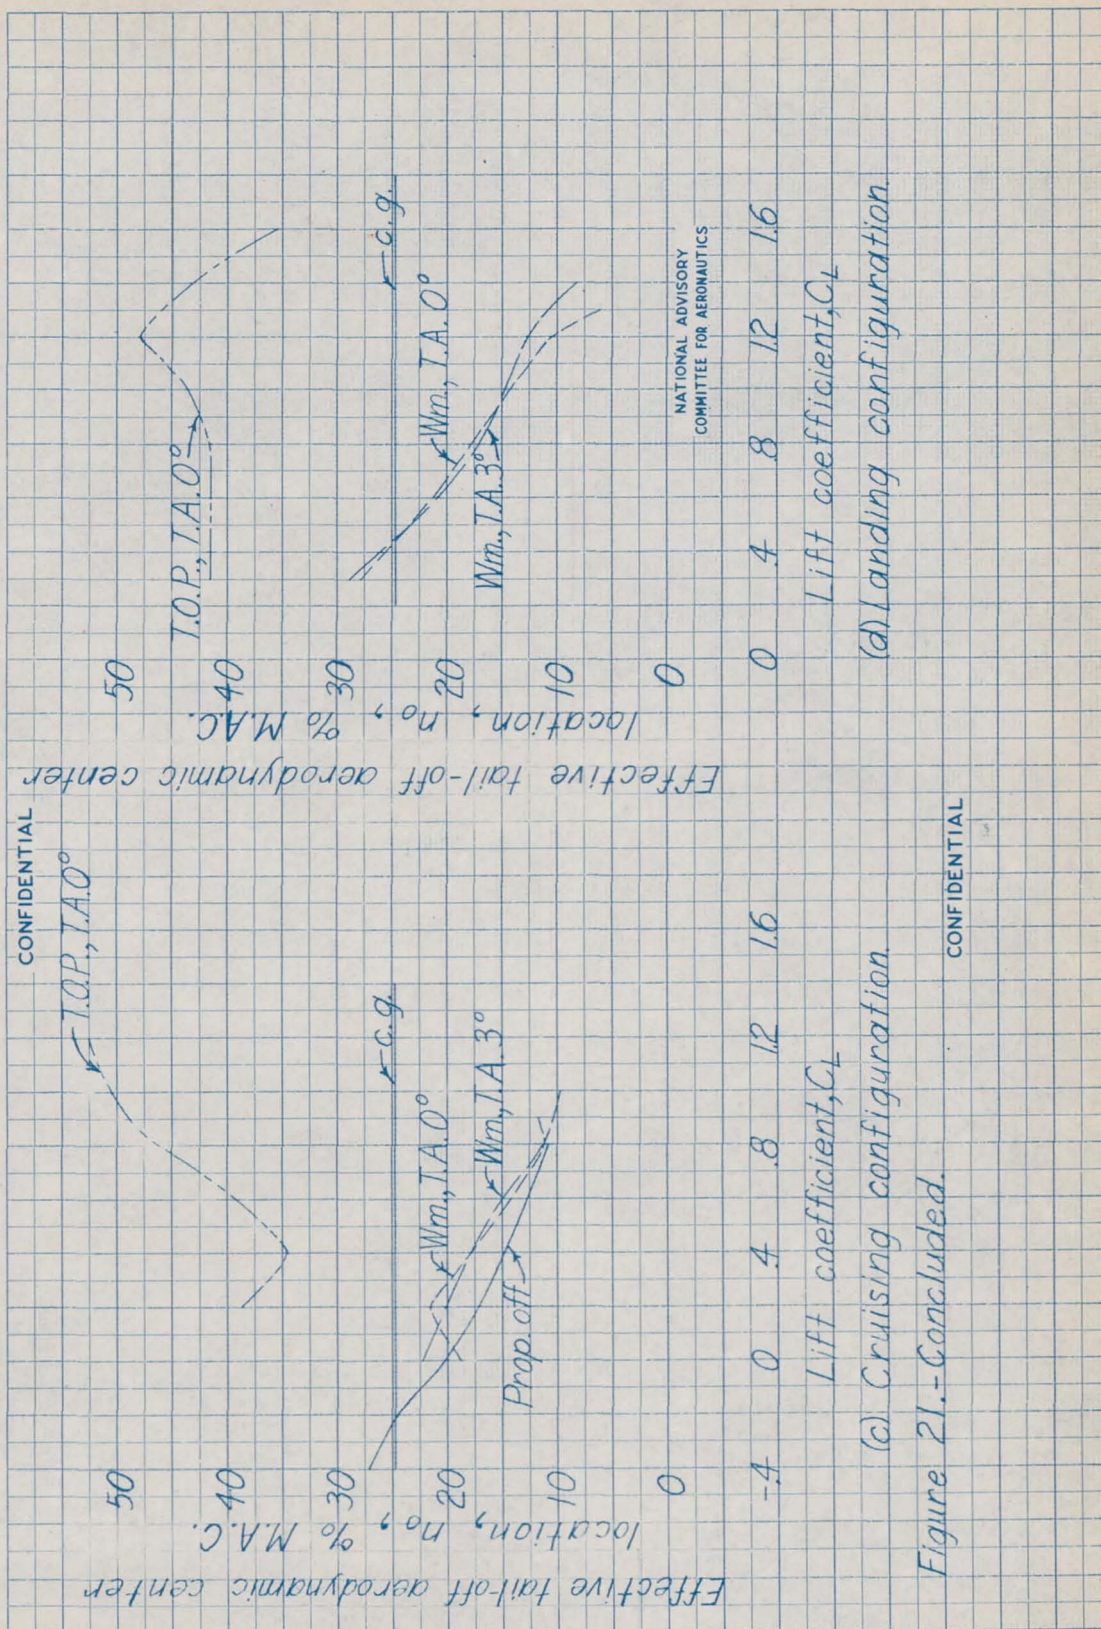 CONFIDENTIAL
Effective tail-off aerodynamic center
location, n₀, % M.A.C.
50
40
30
20
10
0
T.O.P., T.A. 0°
c.g.
Wm., T.A. 0°
Wm., T.A. 3°
Prop. off
-.4 0 .4 .8 1.2 1.6
Lift coefficient, C_L
(c) Cruising configuration.
Effective tail-off aerodynamic center
location, n₀, % M.A.C.
50
40
30
20
10
0
T.O.P., T.A. 0°
c.g.
Wm., T.A. 0°
Wm., T.A. 3°
NATIONAL ADVISORY
COMMITTEE FOR AERONAUTICS
0 .4 .8 1.2 1.6
Lift coefficient, C_L
(d) Landing configuration.
Figure 21.-Concluded.
CONFIDENTIAL